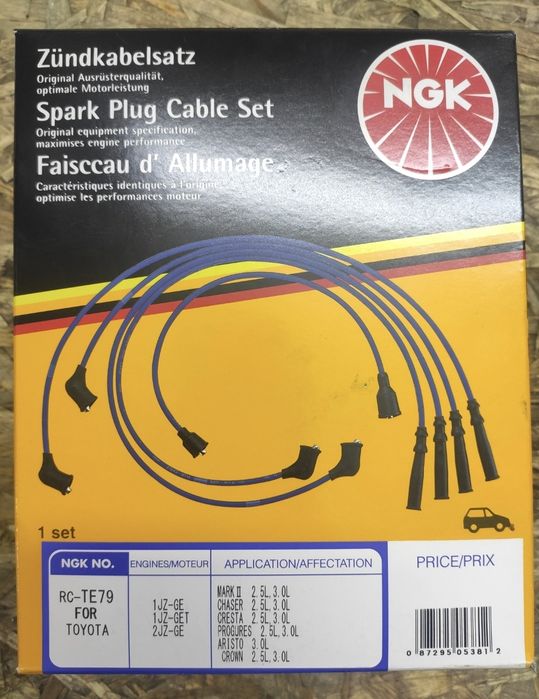 Zündkabelsatz
Original Ausrüsterqualität,
optimale Motorleistung
Spark Plug Cable Set
Original equipment specification,
maximises engine performance
Faisccau d' Allumage
Caractéristiques identiques à l'origine
optimise les performances moteur
NGK
1 set
NGK NO.
ENGINES/MOTEUR
APPLICATION/AFFECTATION
PRICE/PRIX
RC-TE79
FOR
TOYOTA
1JZ-GE
1JZ-GET
2JZ-GE
MARKⅡ 2.5L,3.0L
CHASER 2.5L,3.0L
CRESTA 2.5L,3.0L
PROGURES 2.5L,3.0L
ARISTO 3.0L
CROWN 2.5L,3.0L
0 87295 05381 2